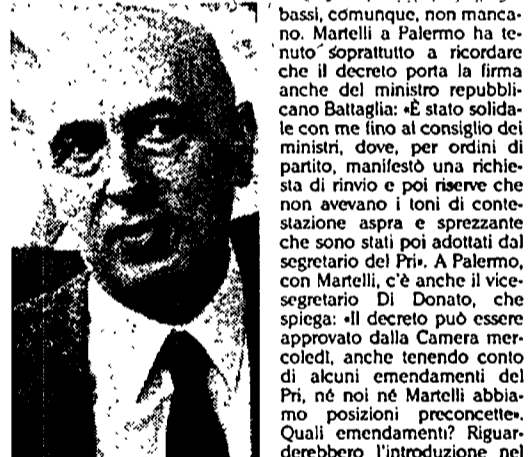 bassi, comunque, non manca-
no. Martelli a Palermo ha te-
nuto soprattutto a ricordare
che il decreto porta la firma
anche del ministro repubbli-
cano Battaglia: «È stato solida-
le con me fino al consiglio dei
ministri, dove, per ordini di
partito, manifestò una richie-
sta di rinvio e poi riserve che
non avevano i toni di conte-
stazione aspra e sprezzante
che sono stati poi adottati dal
segretario del Pri». A Palermo,
con Martelli, c'è anche il vice-
segretario Di Donato, che
spiega: «Il decreto può essere
approvato dalla Camera mer-
coledì, anche tenendo conto
di alcuni emendamenti del
Pri, né noi né Martelli abbia-
mo posizioni preconcette».
Quali emendamenti? Riguar-
derebbero l'introduzione nel